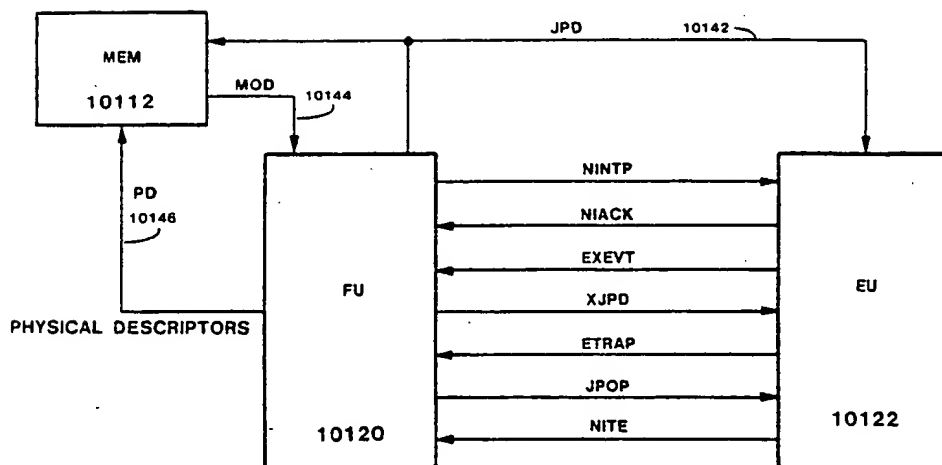 JPD
10142
MEM
10112
MOD
10144
NINTP
PD
10146
NIACK
EXEVT
FU
EU
XJPD
PHYSICAL DESCRIPTORS
ETRAP
JPOP
10120
NITE
10122